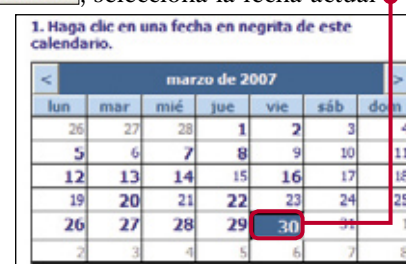 , selecciona la fecha actual
1. Haga clic en una fecha en negrita de este
calendario.
< marzo de 2007 >
lun mar mié jue vie sáb dom
26 27 28 1 2 3 4
5 6 7 8 9 10 11
12 13 14 15 16 17 18
19 20 21 22 23 24 25
26 27 28 29 30 31 1
2 3 4 5 6 7 8